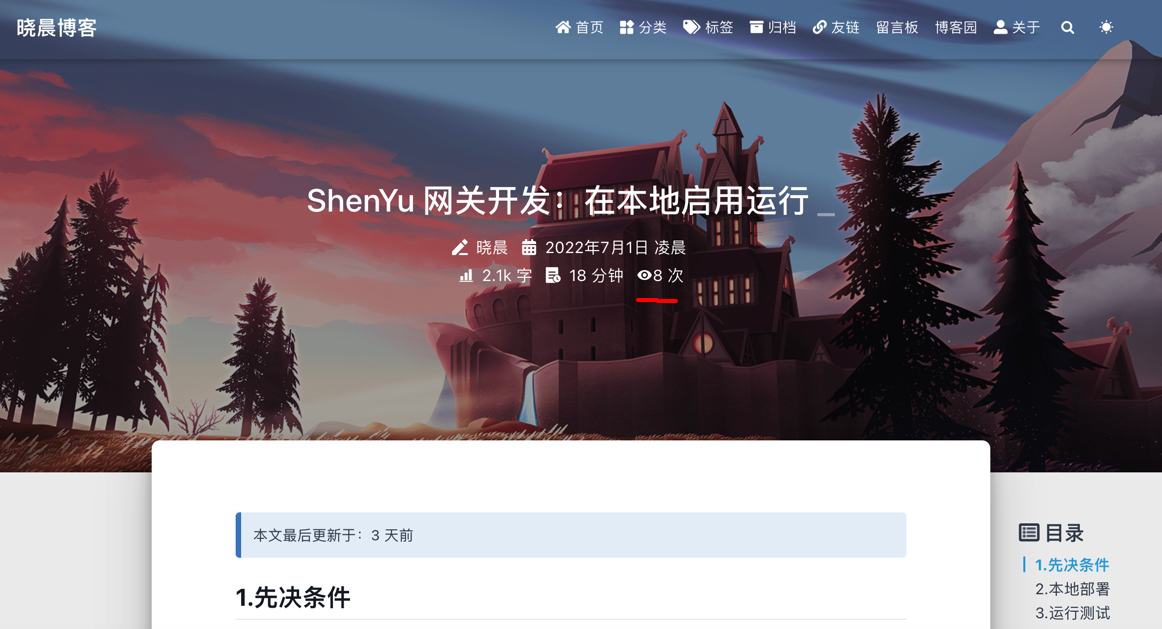 晓晨博客 首页 分类 标签 归档 友链 留言板 博客园 关于
ShenYu 网关开发：在本地启用运行 _
晓晨 2022年7月1日 凌晨
2.1k 字 18 分钟 8 次
本文最后更新于：3 天前
1.先决条件
目录
1.先决条件
2.本地部署
3.运行测试